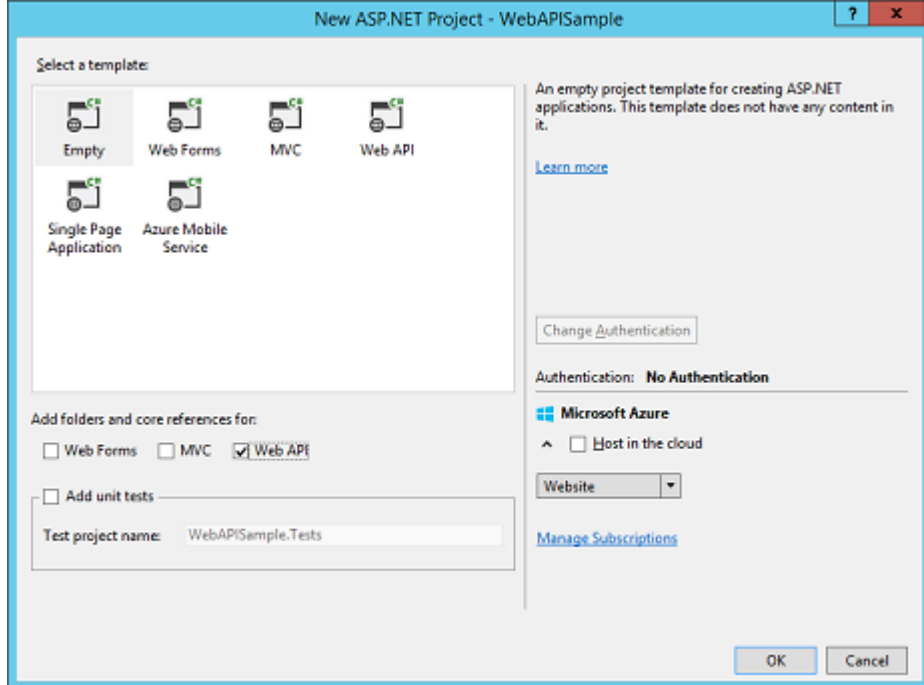 New ASP.NET Project - WebAPISample
? x
Select a template:
Empty
Web Forms
MVC
Web API
Single Page
Application
Azure Mobile
Service
An empty project template for creating ASP.NET
applications. This template does not have any content in
it.
Learn more
Change Authentication
Authentication: No Authentication
Microsoft Azure
Host in the cloud
Website
Manage Subscriptions
Add folders and core references for:
Web Forms MVC Web API
Add unit tests
Test project name: WebAPISample.Tests
OK Cancel